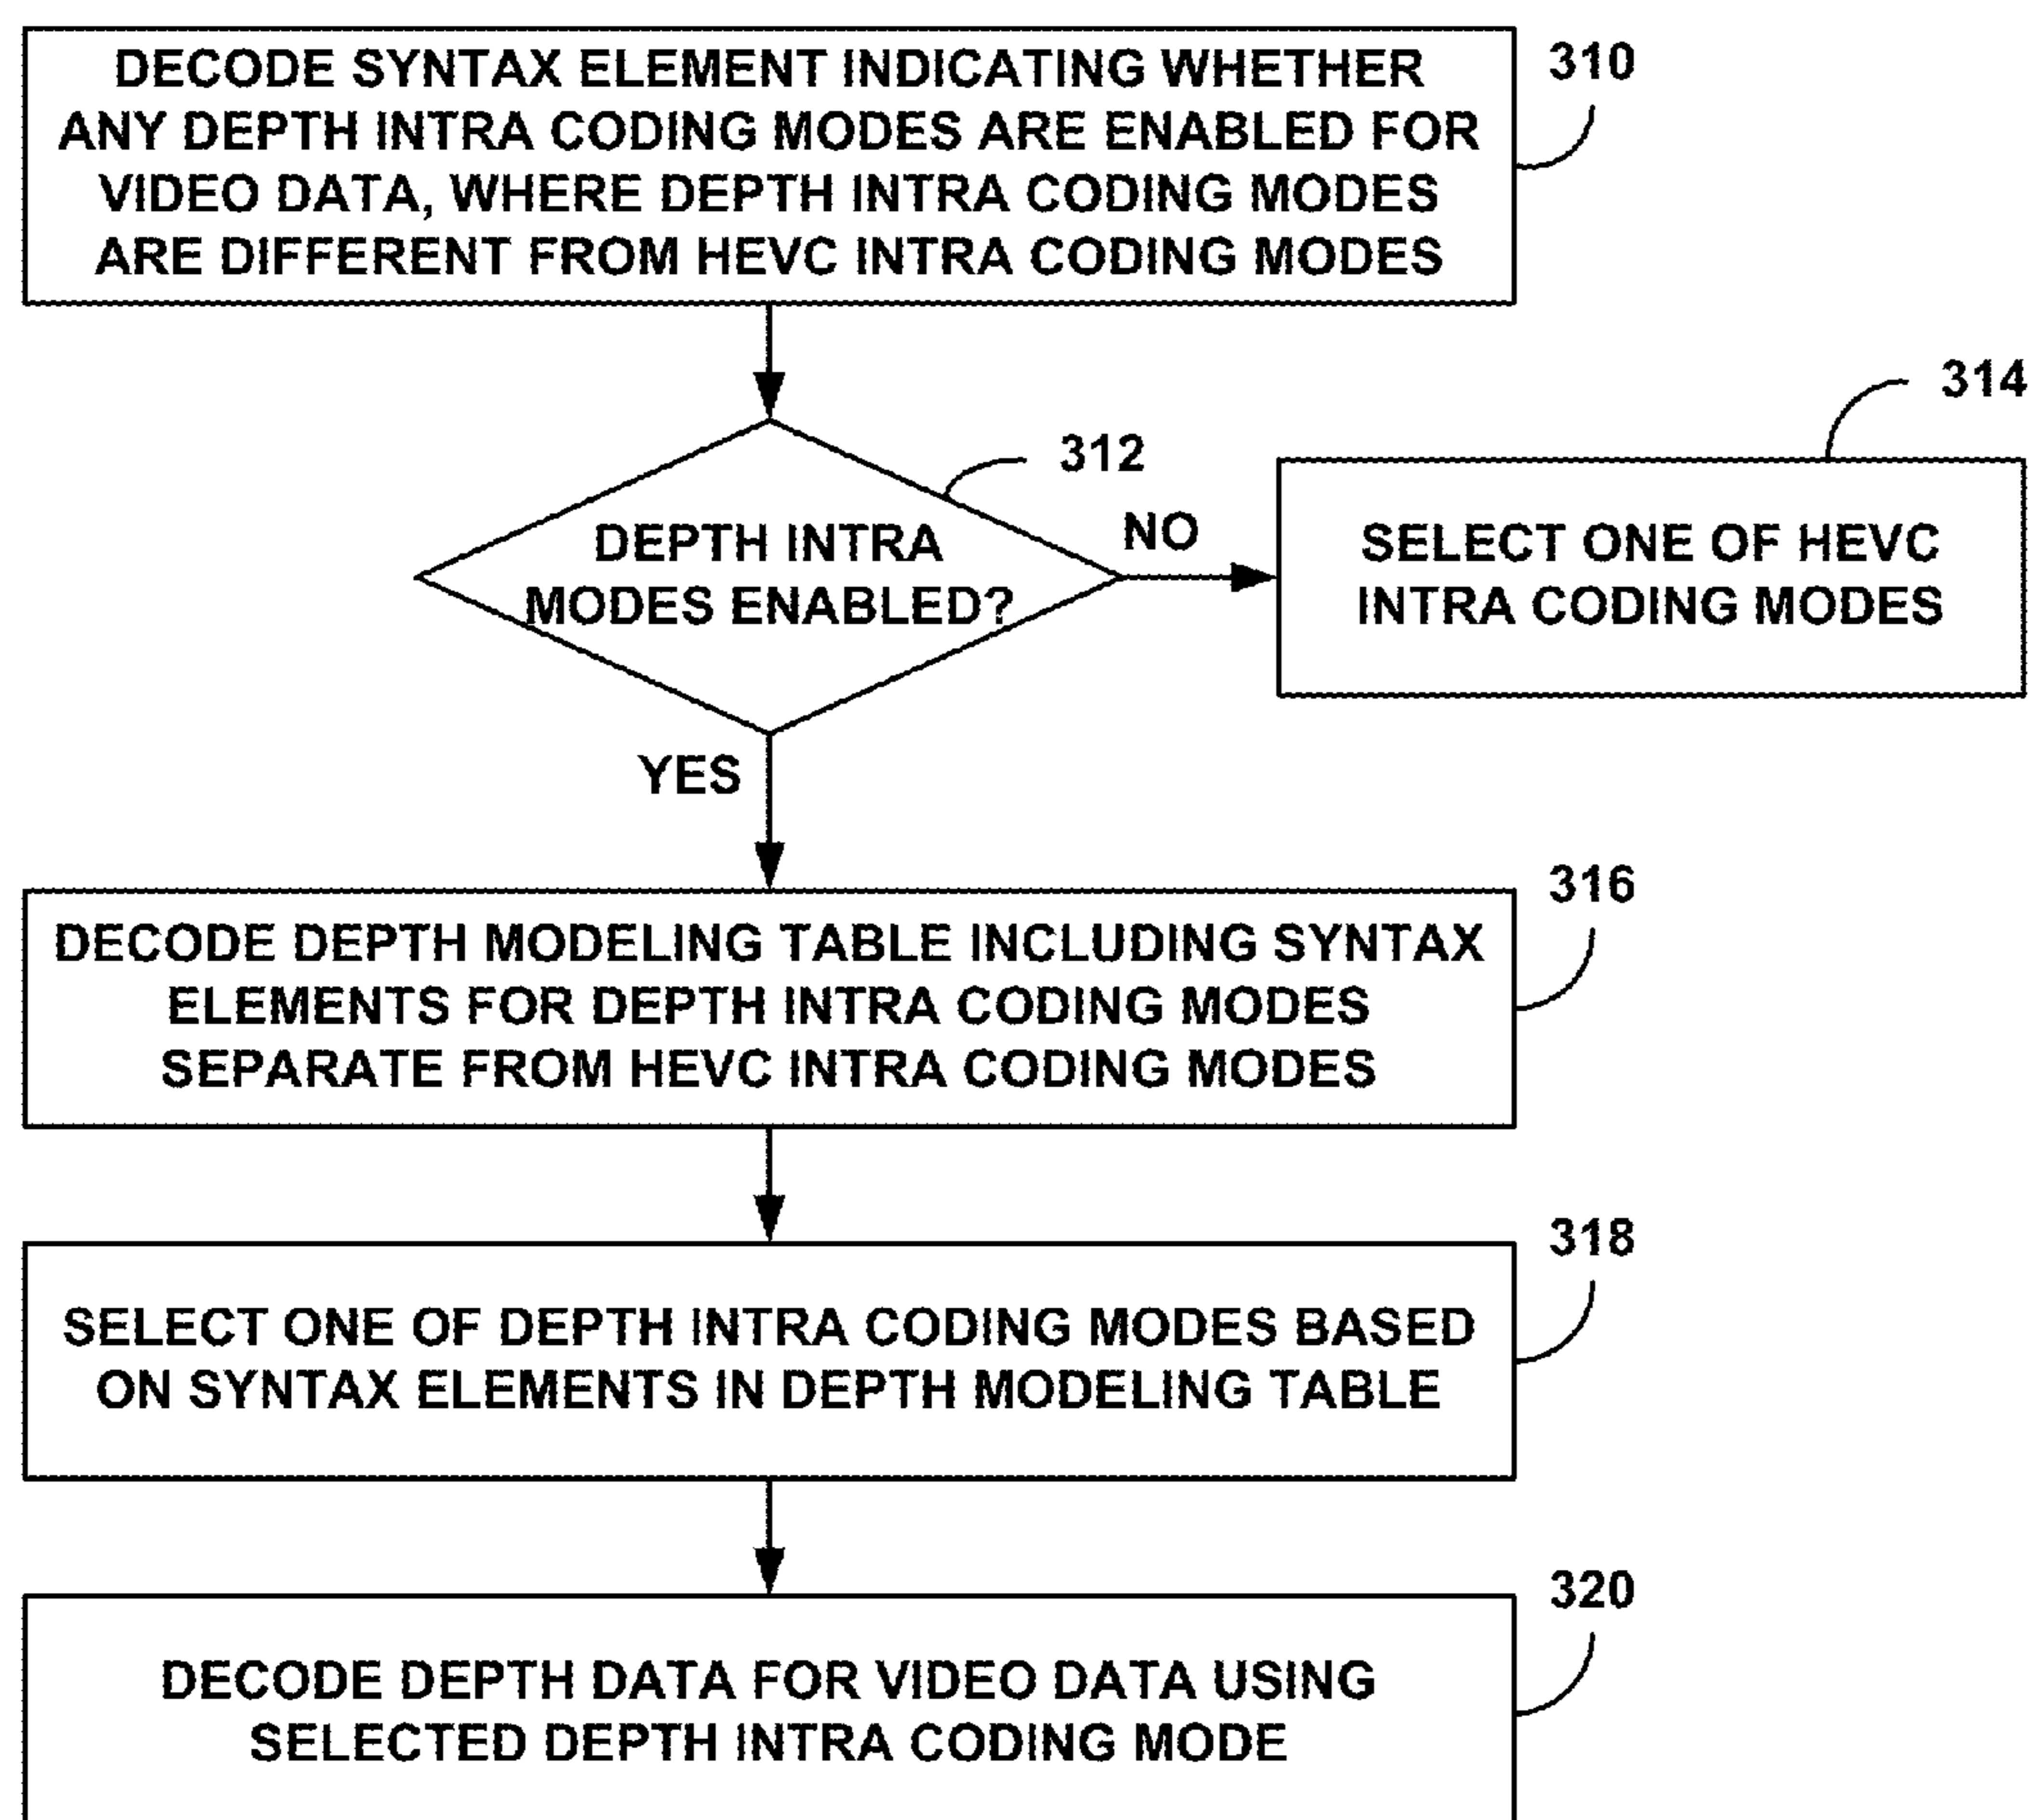 DECODE SYNTAX ELEMENT INDICATING WHETHER
ANY DEPTH INTRA CODING MODES ARE ENABLED FOR
VIDEO DATA, WHERE DEPTH INTRA CODING MODES
ARE DIFFERENT FROM HEVC INTRA CODING MODES
310
312
DEPTH INTRA
MODES ENABLED?
NO
314
SELECT ONE OF HEVC
INTRA CODING MODES
YES
316
DECODE DEPTH MODELING TABLE INCLUDING SYNTAX
ELEMENTS FOR DEPTH INTRA CODING MODES
SEPARATE FROM HEVC INTRA CODING MODES
318
SELECT ONE OF DEPTH INTRA CODING MODES BASED
ON SYNTAX ELEMENTS IN DEPTH MODELING TABLE
320
DECODE DEPTH DATA FOR VIDEO DATA USING
SELECTED DEPTH INTRA CODING MODE